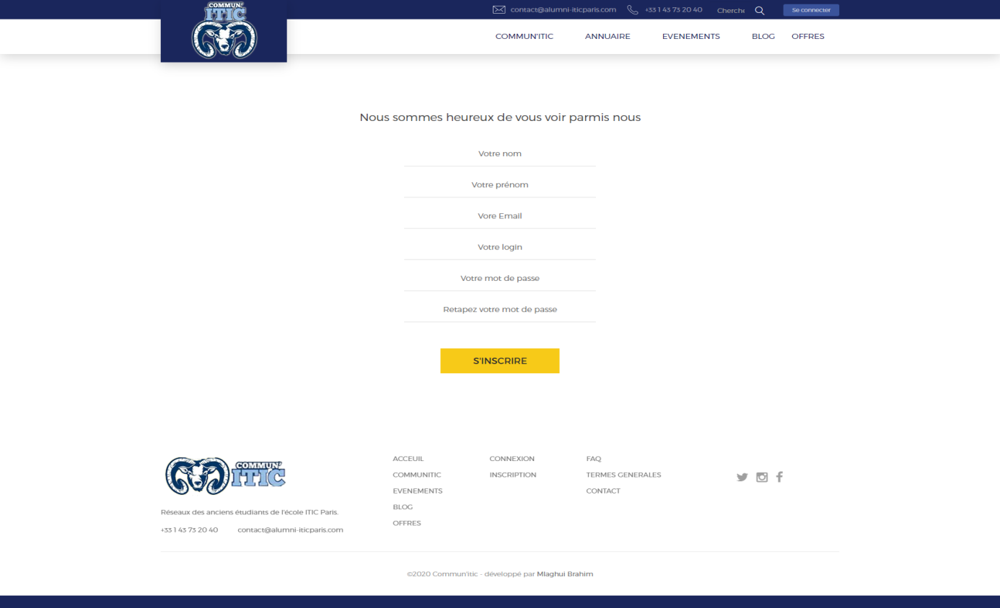 COMMUN' ITIC
contact@alumni-iticparis.com +33 1 43 73 20 40 Cherche Se connecter
COMMUN'ITIC ANNUAIRE EVENEMENTS BLOG OFFRES
Nous sommes heureux de vous voir parmis nous
Votre nom
Votre prénom
Vore Email
Votre login
Votre mot de passe
Retapez votre mot de passe
S'INSCRIRE
COMMUN' ITIC
ACCEUIL CONNEXION FAQ
COMMUNITIC INSCRIPTION TERMES GENERALES
EVENEMENTS CONTACT
BLOG
OFFRES
Réseaux des anciens étudiants de l'école ITIC Paris.
+33 1 43 73 20 40 contact@alumni-iticparis.com
©2020 Commun'itic - développé par Mlaghui Brahim